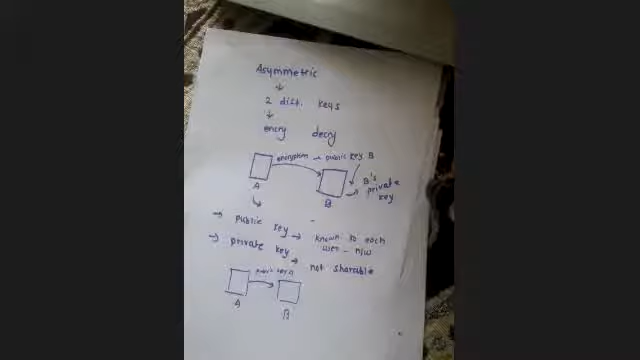 Asymmetric
2 dist. keys
encry decry
encryption → public key B
A
B
B's
private
key
→ public key → known to each
user - n/w
→ private key
→ not sharable
A
B